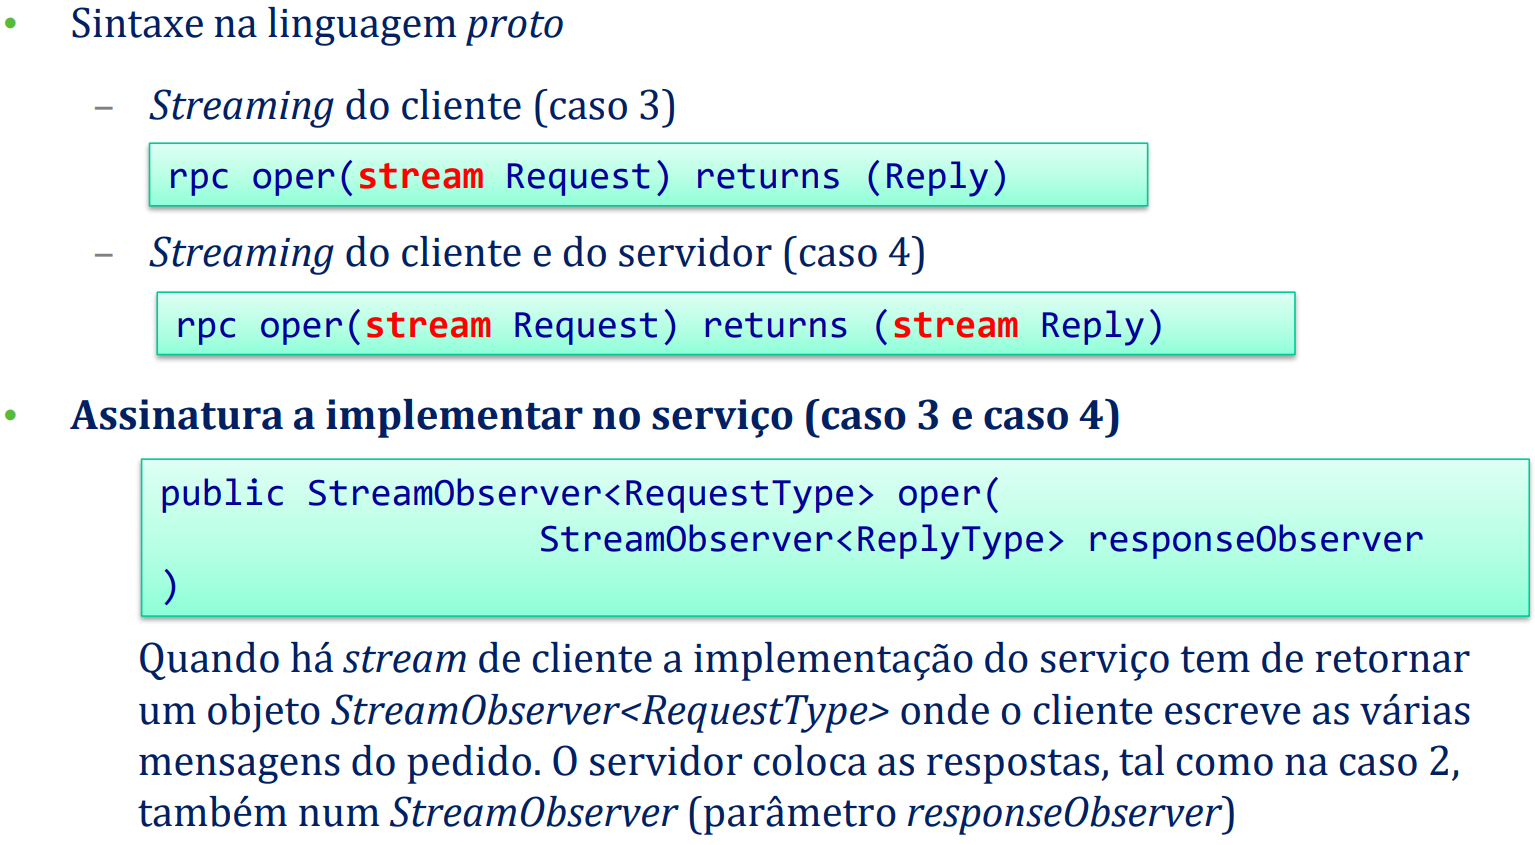 • Sintaxe na linguagem proto
– Streaming do cliente (caso 3)
rpc oper(stream Request) returns (Reply)
– Streaming do cliente e do servidor (caso 4)
rpc oper(stream Request) returns (stream Reply)
• Assinatura a implementar no serviço (caso 3 e caso 4)
public StreamObserver<RequestType> oper(
StreamObserver<ReplyType> responseObserver
)
Quando há stream de cliente a implementação do serviço tem de retornar
um objeto StreamObserver<RequestType> onde o cliente escreve as várias
mensagens do pedido. O servidor coloca as respostas, tal como na caso 2,
também num StreamObserver (parâmetro responseObserver)